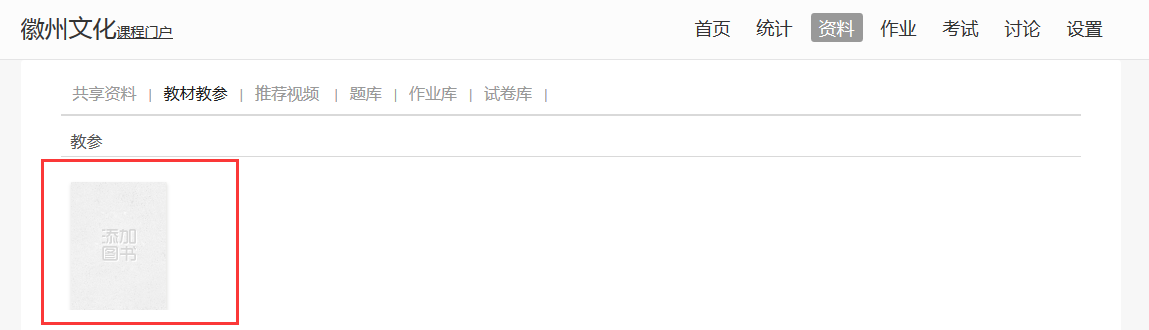 徽州文化课程门户 首页 统计 资料 作业 考试 讨论 设置
共享资料 | 教材教参 | 推荐视频 | 题库 | 作业库 | 试卷库 |
教参
添加
图书